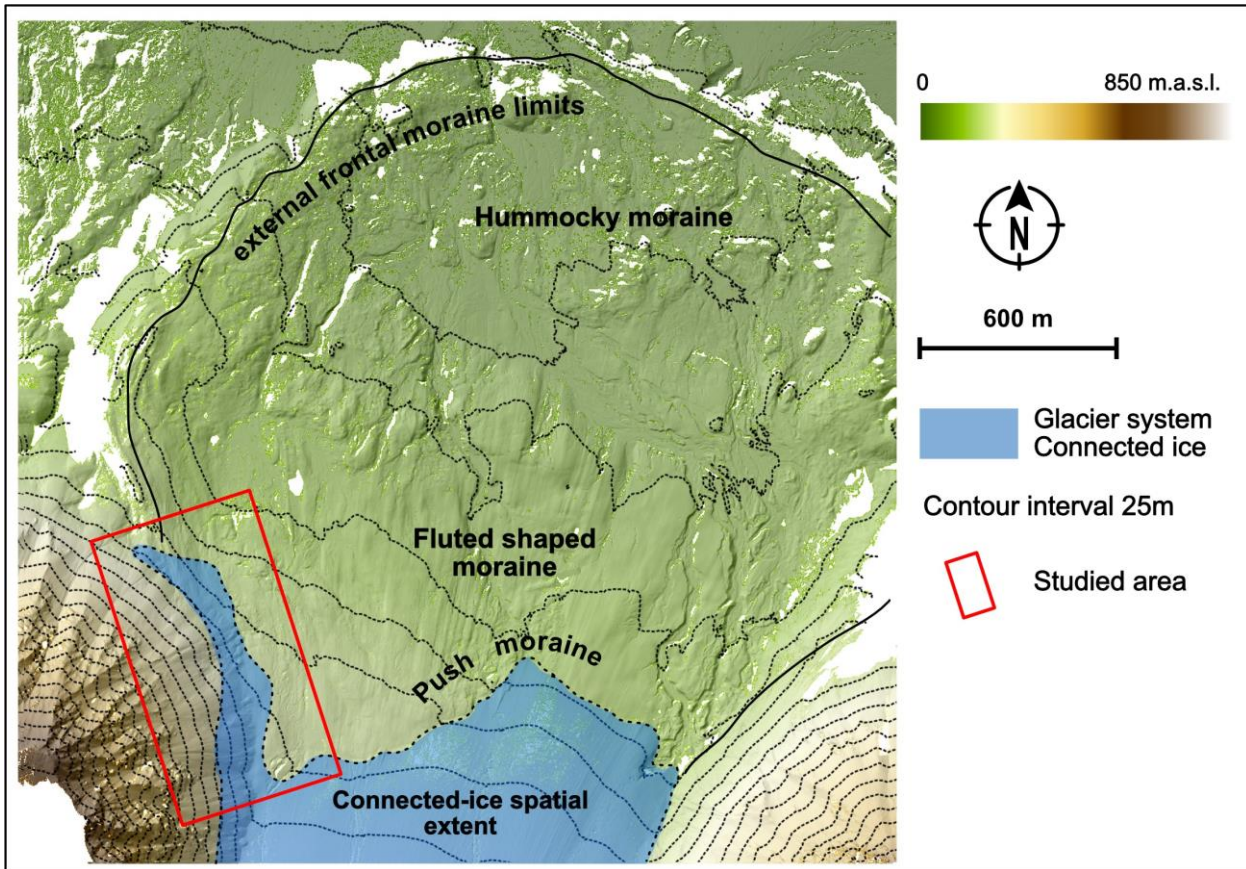 external frontal moraine limits
Hummocky moraine
Fluted shaped
moraine
Push moraine
Connected-ice spatial
extent
0 850 m.a.s.l.
N
600 m
Glacier system
Connected ice
Contour interval 25m
Studied area